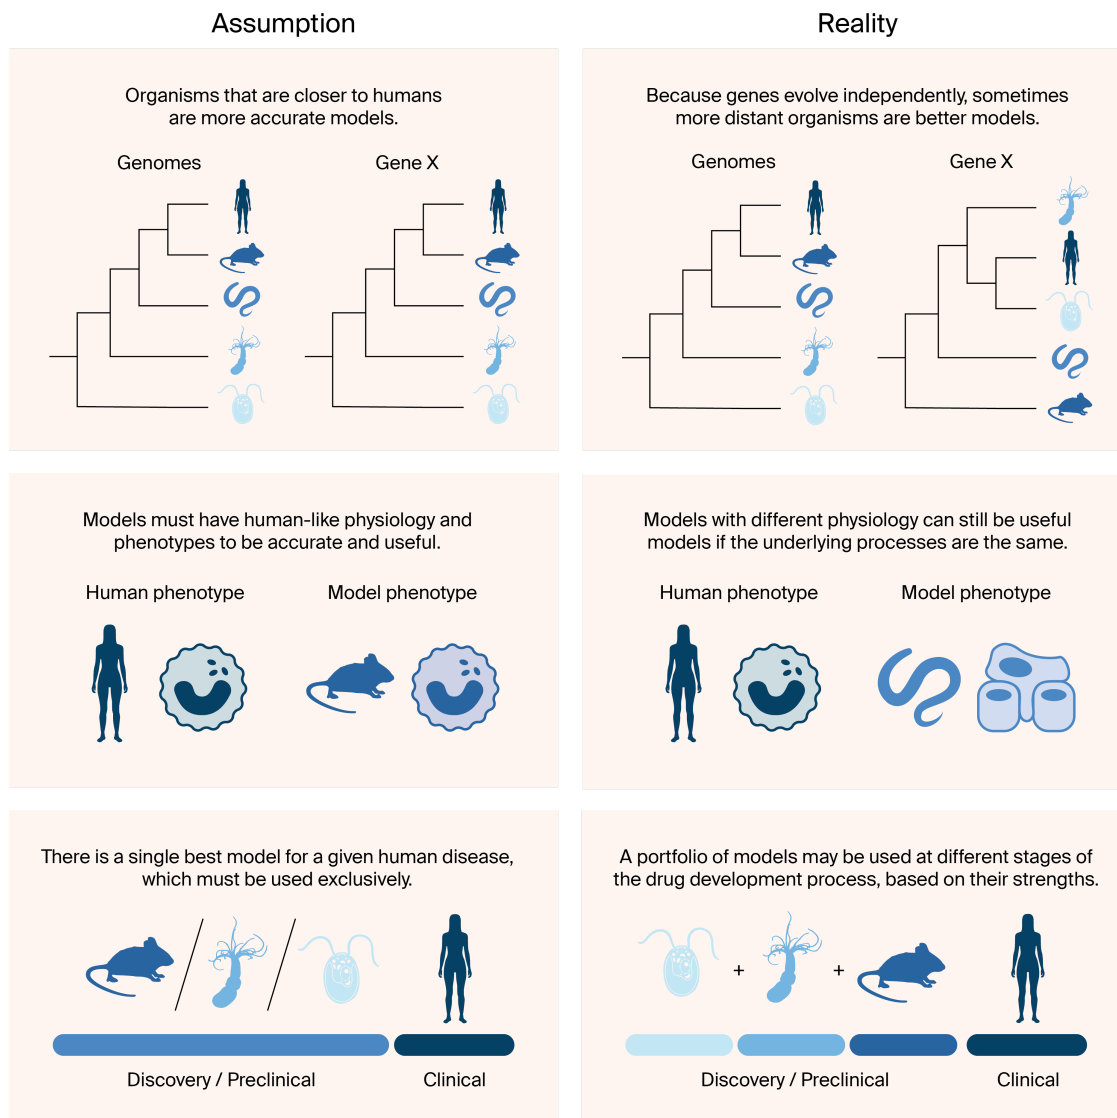 Assumption
Reality
Organisms that are closer to humans
are more accurate models.
Genomes
Gene X
Because genes evolve independently, sometimes
more distant organisms are better models.
Genomes
Gene X
Models must have human-like physiology and
phenotypes to be accurate and useful.
Human phenotype
Model phenotype
Models with different physiology can still be useful
models if the underlying processes are the same.
Human phenotype
Model phenotype
There is a single best model for a given human disease,
which must be used exclusively.
Discovery / Preclinical
Clinical
A portfolio of models may be used at different stages of
the drug development process, based on their strengths.
+
+
Discovery / Preclinical
Clinical